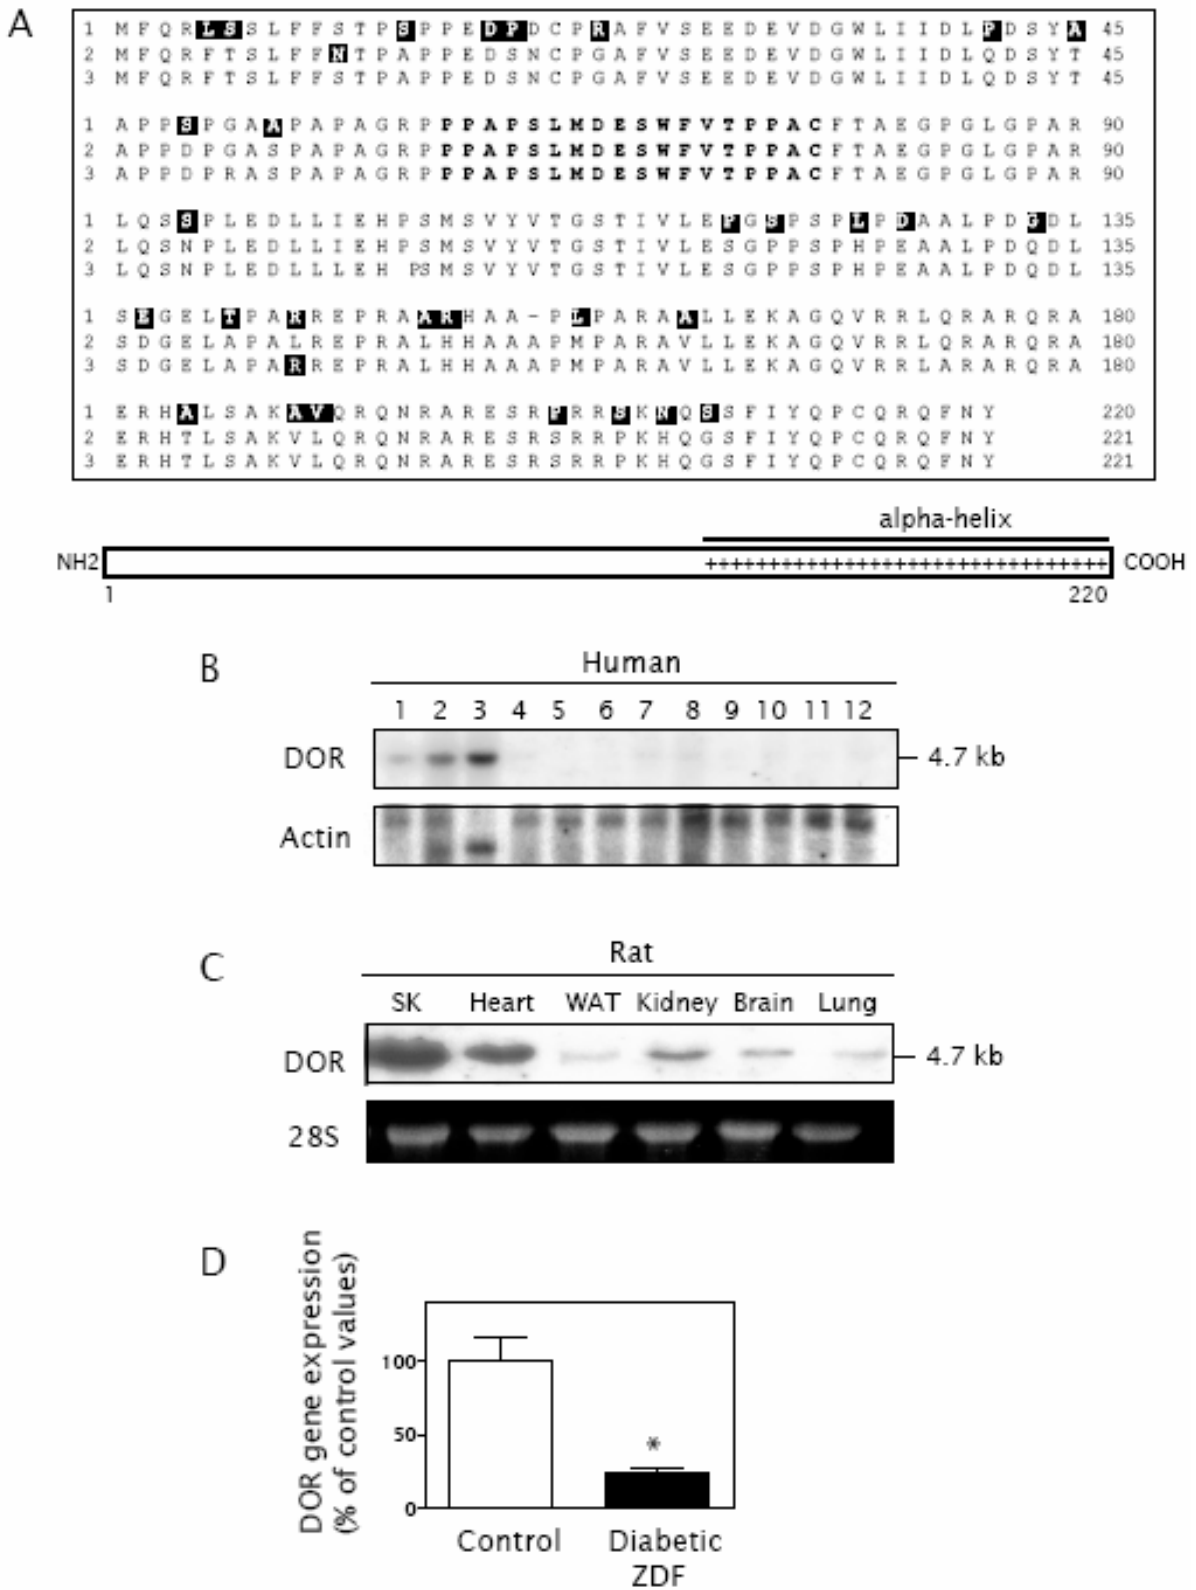 A
1 M F Q R L S S L F F S T P S P P E D P D C P R A F V S E E D E V D G W L I I D L P D S Y A 45
2 M F Q R F T S L F F N T P A P P E D S N C P G A F V S E E D E V D G W L I I D L Q D S Y T 45
3 M F Q R F T S L F F S T P A P P E D S N C P G A F V S E E D E V D G W L I I D L Q D S Y T 45
1 A P P S P G A A P A P A G R P P P A P S L M D E S W F V T P P A C F T A E G P G L G P A R 90
2 A P P D P G A S P A P A G R P P P A P S L M D E S W F V T P P A C F T A E G P G L G P A R 90
3 A P P D P R A S P A P A G R P P P A P S L M D E S W F V T P P A C F T A E G P G L G P A R 90
1 L Q S S P L E D L L I E H P S M S V Y V T G S T I V L E P G S P S P L P D A A L P D G D L 135
2 L Q S N P L E D L L I E H P S M S V Y V T G S T I V L E S G P P S P H P E A A L P D Q D L 135
3 L Q S N P L E D L L L E H P S M S V Y V T G S T I V L E S G P P S P H P E A A L P D Q D L 135
1 S E G E L T P A R R E P R A A R H A A - P L P A R A A L L E K A G Q V R R L Q R A R Q R A 180
2 S D G E L A P A L R E P R A L H H A A A P M P A R A V L L E K A G Q V R R L Q R A R Q R A 180
3 S D G E L A P A R R E P R A L H H A A A P M P A R A V L L E K A G Q V R R L A R A R Q R A 180
1 E R H A L S A K A V Q R Q N R A R E S R P R R S K N Q S S F I Y Q P C Q R Q F N Y 220
2 E R H T L S A K V L Q R Q N R A R E S R S R R P K H Q G S F I Y Q P C Q R Q F N Y 221
3 E R H T L S A K V L Q R Q N R A R E S R S R R P K H Q G S F I Y Q P C Q R Q F N Y 221
alpha-helix
NH2 ++++++++++++++++++++++++++++++++ COOH
1 220
B
Human
1 2 3 4 5 6 7 8 9 10 11 12
DOR 4.7 kb
Actin
C
Rat
SK Heart WAT Kidney Brain Lung
DOR 4.7 kb
28S
D
DOR gene expression
(% of control values)
100
50
0
*
Control Diabetic
ZDF